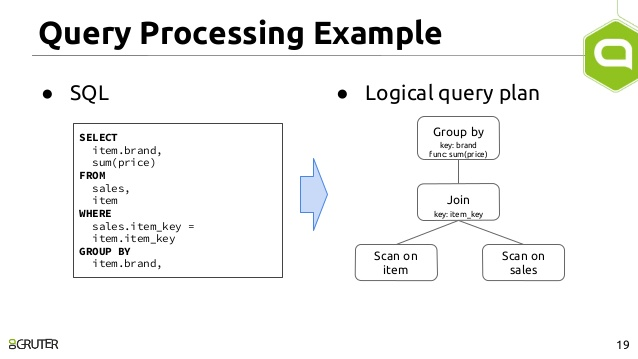 Query Processing Example
● SQL
SELECT
item.brand,
sum(price)
FROM
sales,
item
WHERE
sales.item_key =
item.item_key
GROUP BY
item.brand,
● Logical query plan
Group by
key: brand
func: sum(price)
Join
key: item_key
Scan on
item
Scan on
sales
GRUTER
19